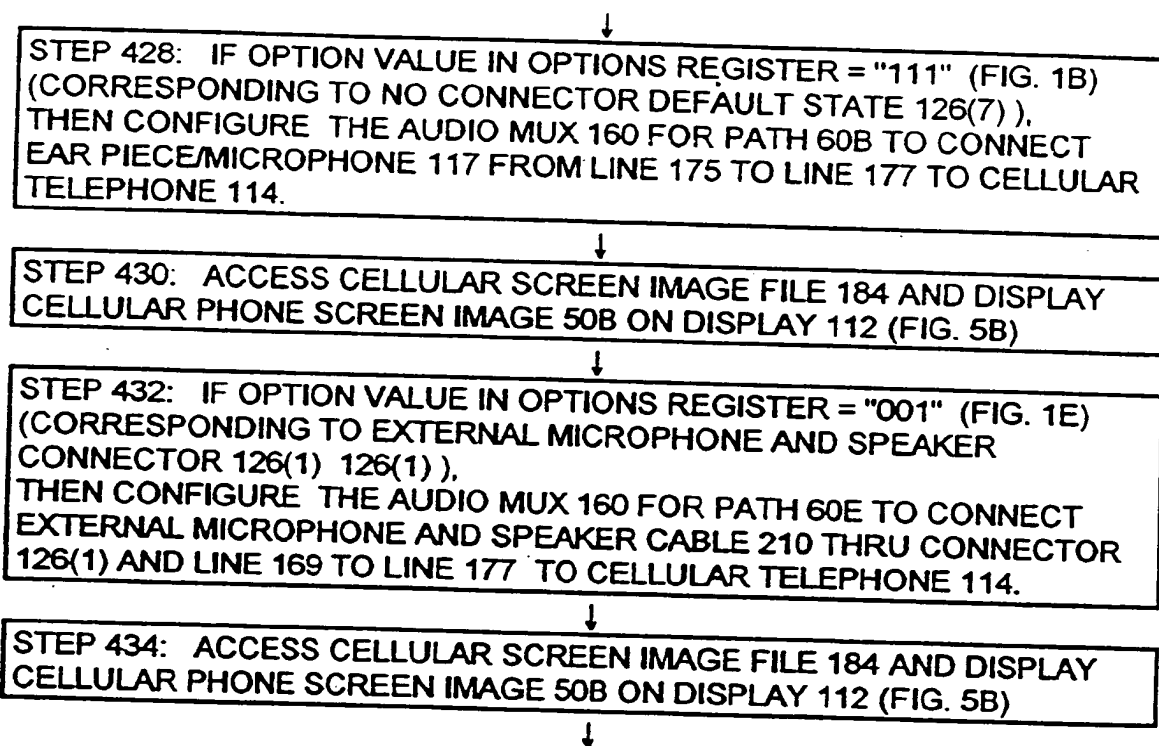 STEP 428: IF OPTION VALUE IN OPTIONS REGISTER = "111" (FIG. 1B)
(CORRESPONDING TO NO CONNECTOR DEFAULT STATE 126(7) ),
THEN CONFIGURE THE AUDIO MUX 160 FOR PATH 60B TO CONNECT
EAR PIECE/MICROPHONE 117 FROM LINE 175 TO LINE 177 TO CELLULAR
TELEPHONE 114.
STEP 430: ACCESS CELLULAR SCREEN IMAGE FILE 184 AND DISPLAY
CELLULAR PHONE SCREEN IMAGE 50B ON DISPLAY 112 (FIG. 5B)
STEP 432: IF OPTION VALUE IN OPTIONS REGISTER = "001" (FIG. 1E)
(CORRESPONDING TO EXTERNAL MICROPHONE AND SPEAKER
CONNECTOR 126(1) 126(1) ),
THEN CONFIGURE THE AUDIO MUX 160 FOR PATH 60E TO CONNECT
EXTERNAL MICROPHONE AND SPEAKER CABLE 210 THRU CONNECTOR
126(1) AND LINE 169 TO LINE 177 TO CELLULAR TELEPHONE 114.
STEP 434: ACCESS CELLULAR SCREEN IMAGE FILE 184 AND DISPLAY
CELLULAR PHONE SCREEN IMAGE 50B ON DISPLAY 112 (FIG. 5B)